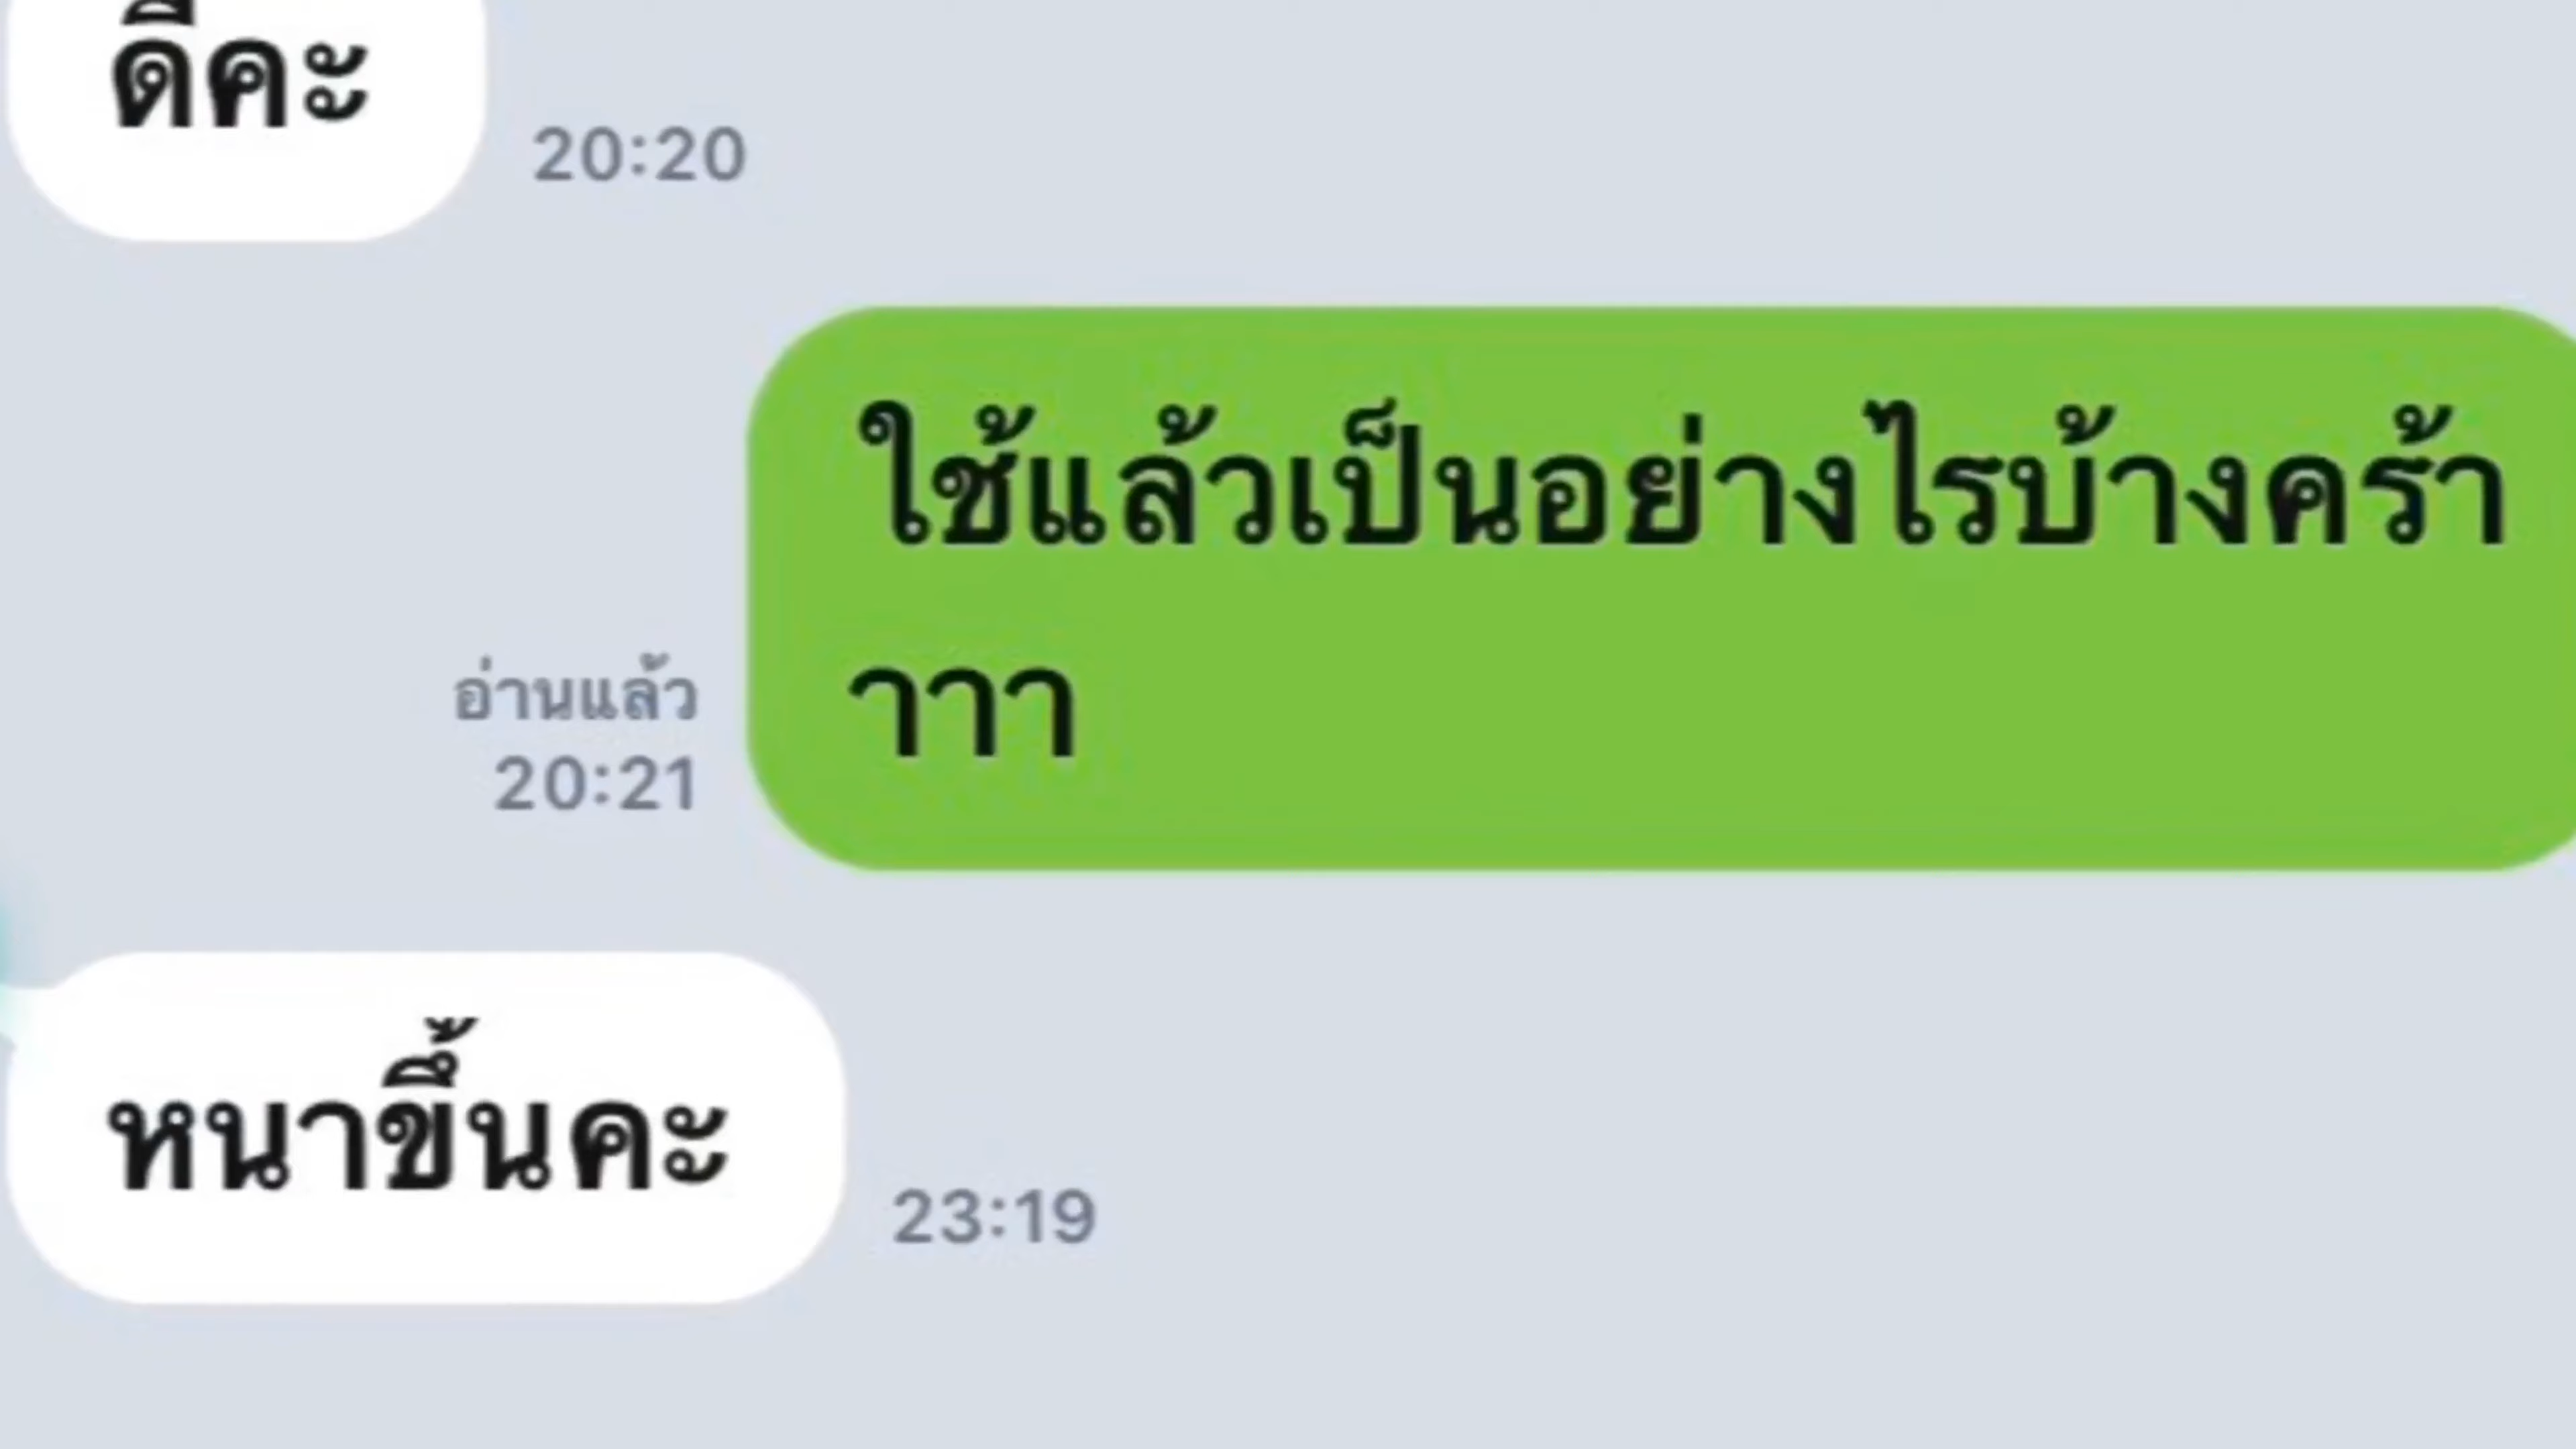 ดีคะ
20:20
ใช้แล้วเป็นอย่างไรบ้างคร้า
าาา
อ่านแล้ว
20:21
หนาขึ้นคะ
23:19